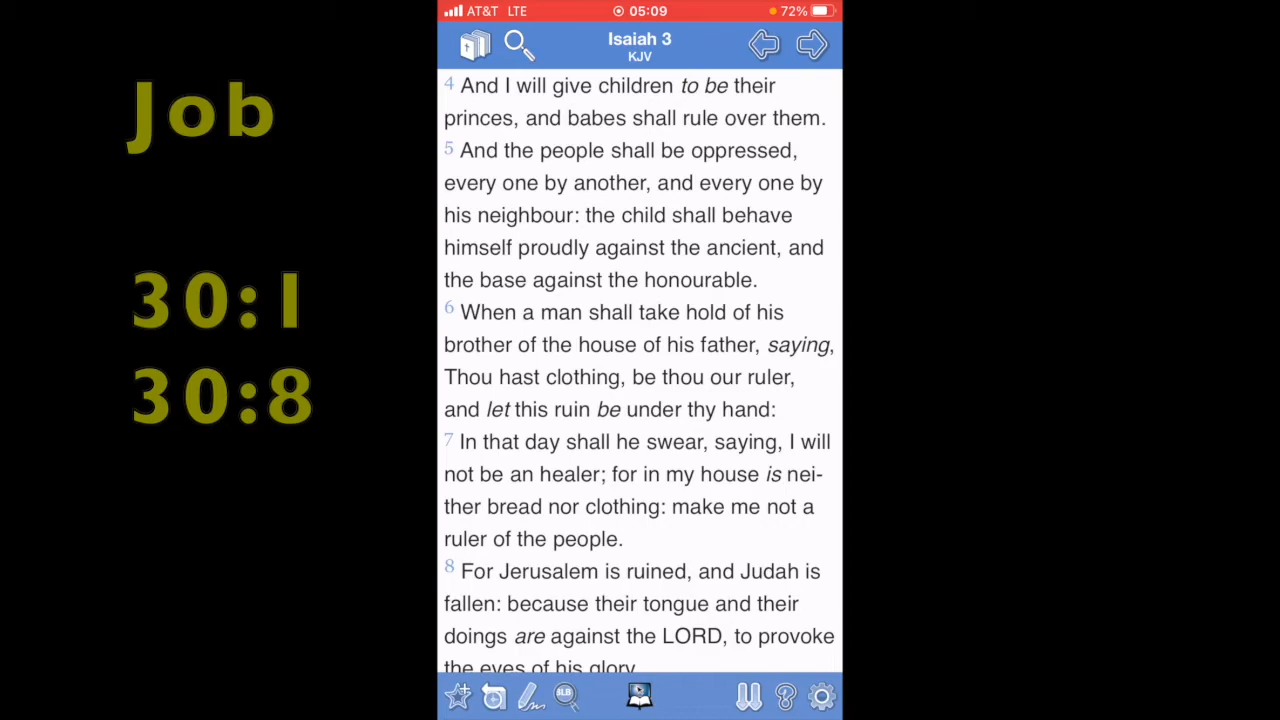 Job
30:1
30:8
AT&T LTE
05:09
72%
Isaiah 3
KJV
4 And I will give children to be their
princes, and babes shall rule over them.
5 And the people shall be oppressed,
every one by another, and every one by
his neighbour: the child shall behave
himself proudly against the ancient, and
the base against the honourable.
6 When a man shall take hold of his
brother of the house of his father, saying,
Thou hast clothing, be thou our ruler,
and let this ruin be under thy hand:
7 In that day shall he swear, saying, I will
not be an healer; for in my house is nei-
ther bread nor clothing: make me not a
ruler of the people.
8 For Jerusalem is ruined, and Judah is
fallen: because their tongue and their
doings are against the LORD, to provoke
the eyes of his glory.
BLB